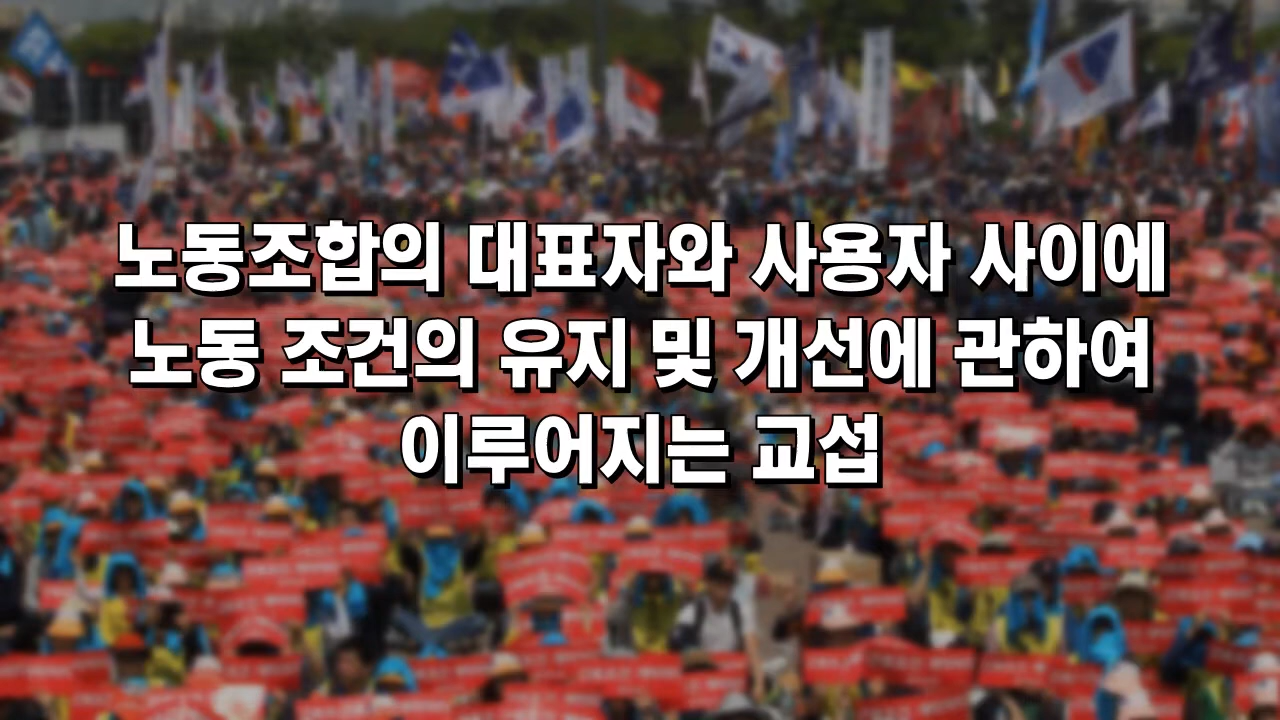 노동조합의 대표자와 사용자 사이에
노동 조건의 유지 및 개선에 관하여
이루어지는 교섭